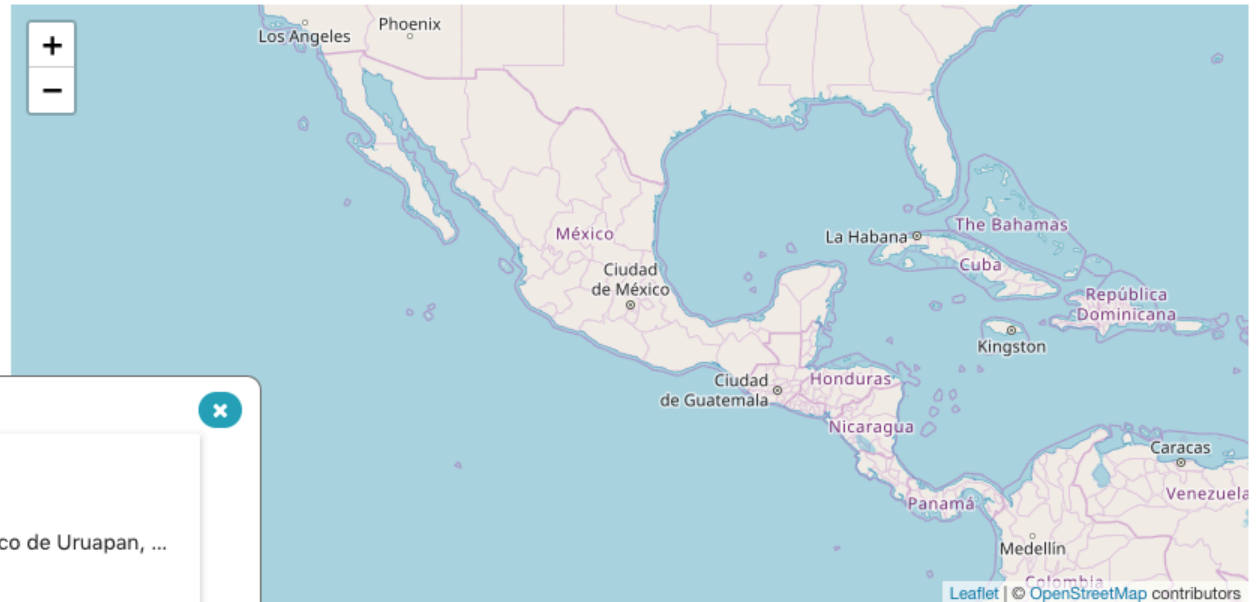 +
−
Los Angeles
Phoenix
México
Ciudad
de México
La Habana
The Bahamas
Cuba
República
Dominicana
Kingston
Ciudad
de Guatemala
Honduras
Nicaragua
Caracas
Venezuela
Panamá
Medellín
Colombia
co de Uruapan, ...
Leaflet | © OpenStreetMap contributors